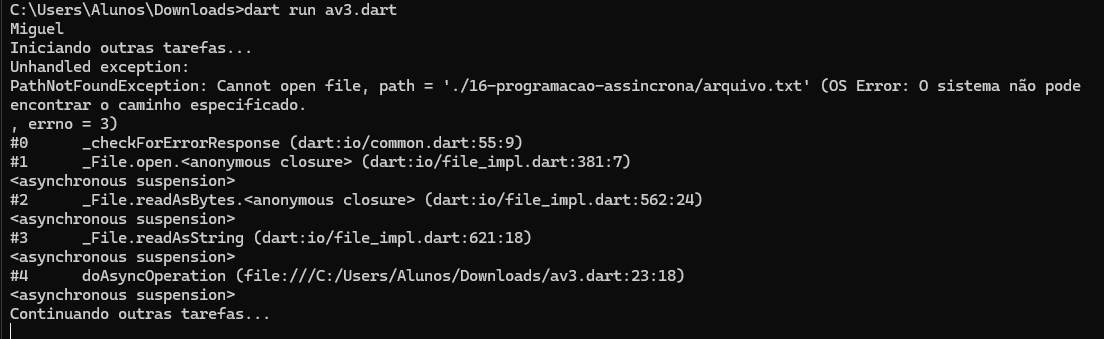 C:\Users\Alunos\Downloads>dart run av3.dart
Miguel
Iniciando outras tarefas...
Unhandled exception:
PathNotFoundException: Cannot open file, path = './16-programacao-assincrona/arquivo.txt' (OS Error: O sistema não pode
encontrar o caminho especificado.
, errno = 3)
#0      _checkForErrorResponse (dart:io/common.dart:55:9)
#1      _File.open.<anonymous closure> (dart:io/file_impl.dart:381:7)
<asynchronous suspension>
#2      _File.readAsBytes.<anonymous closure> (dart:io/file_impl.dart:562:24)
<asynchronous suspension>
#3      _File.readAsString (dart:io/file_impl.dart:621:18)
<asynchronous suspension>
#4      doAsyncOperation (file:///C:/Users/Alunos/Downloads/av3.dart:23:18)
<asynchronous suspension>
Continuando outras tarefas...